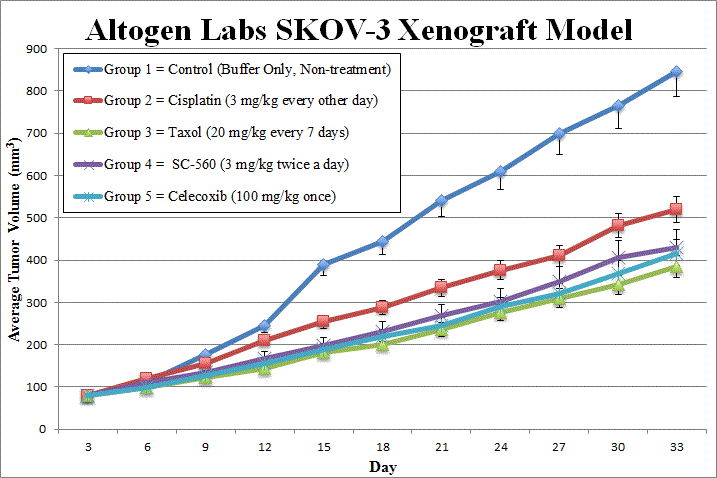 Altogen Labs SKOV-3 Xenograft Model
900
800
700
600
500
400
300
200
100
0
Average Tumor Volume (mm³)
Group 1 = Control (Buffer Only, Non-treatment)
Group 2 = Cisplatin (3 mg/kg every other day)
Group 3 = Taxol (20 mg/kg every 7 days)
Group 4 = SC-560 (3 mg/kg twice a day)
Group 5 = Celecoxib (100 mg/kg once)
3 6 9 12 15 18 21 24 27 30 33
Day